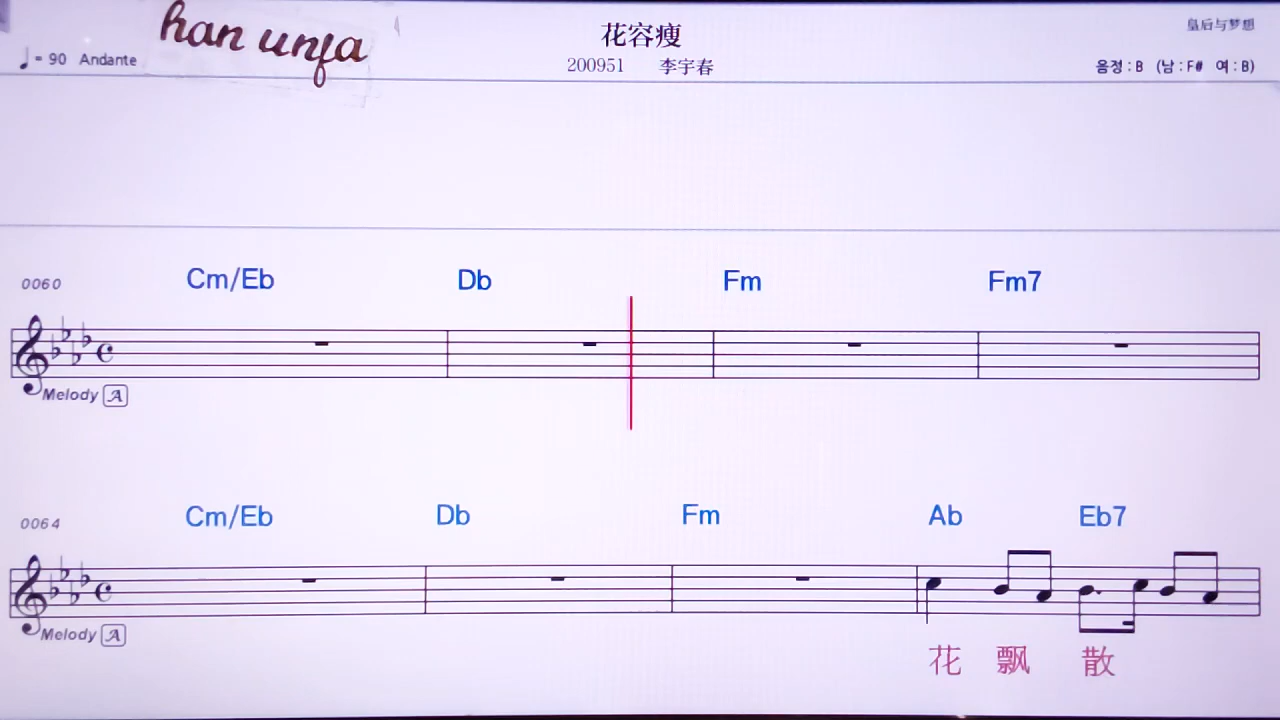 han unfa
花容瘦
皇后与梦想
♩= 90 Andante
200951 李宇春
음정 : B (남 : F# 여 : B)
0060 Cm/Eb Db Fm Fm7
Melody A
0064 Cm/Eb Db Fm Ab Eb7
Melody A
花 飘 散